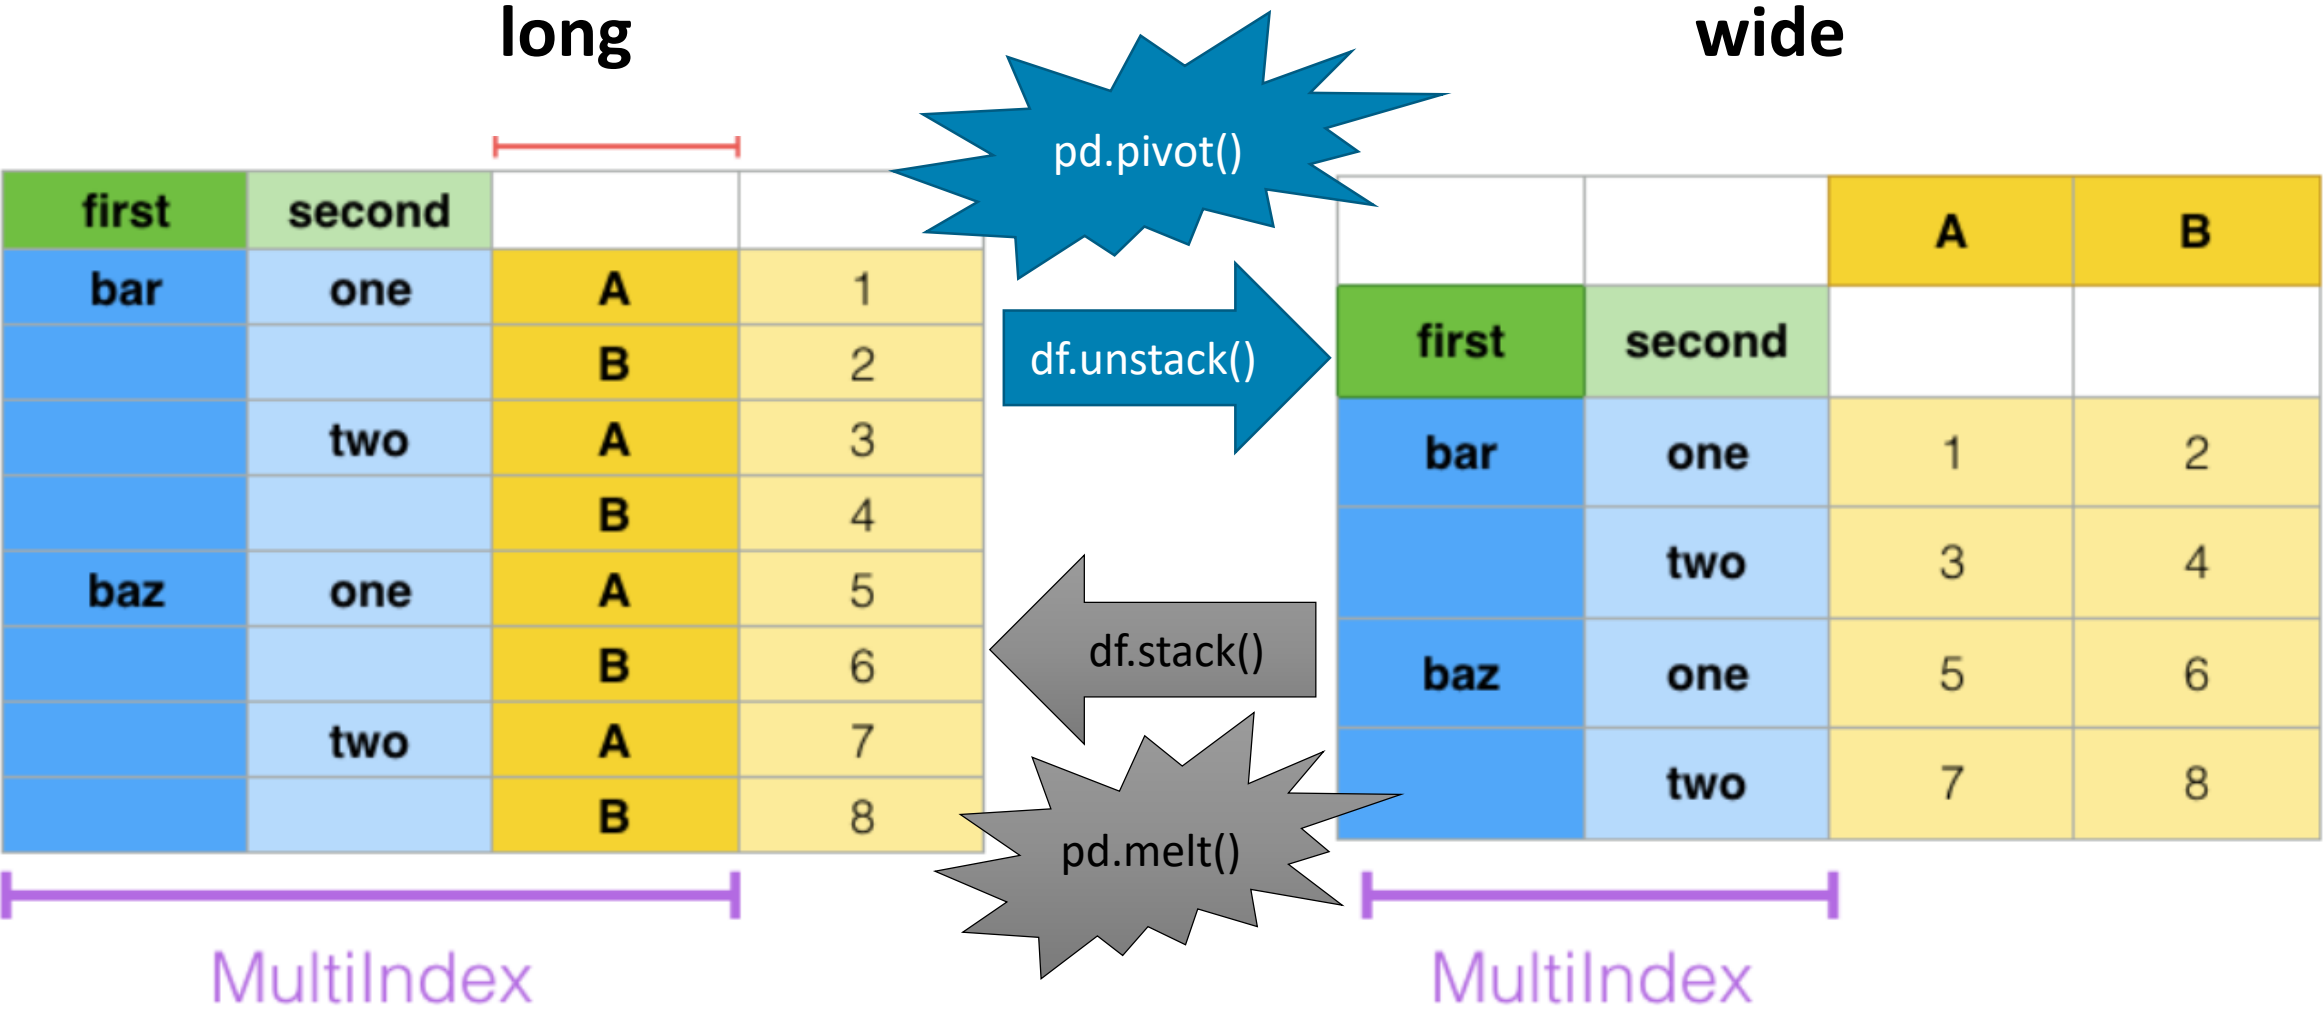 long
wide
pd.pivot()
first second
bar one A 1
B 2
two A 3
B 4
baz one A 5
B 6
two A 7
B 8
MultiIndex
df.unstack()
df.stack()
pd.melt()
A B
first second
bar one 1 2
two 3 4
baz one 5 6
two 7 8
MultiIndex